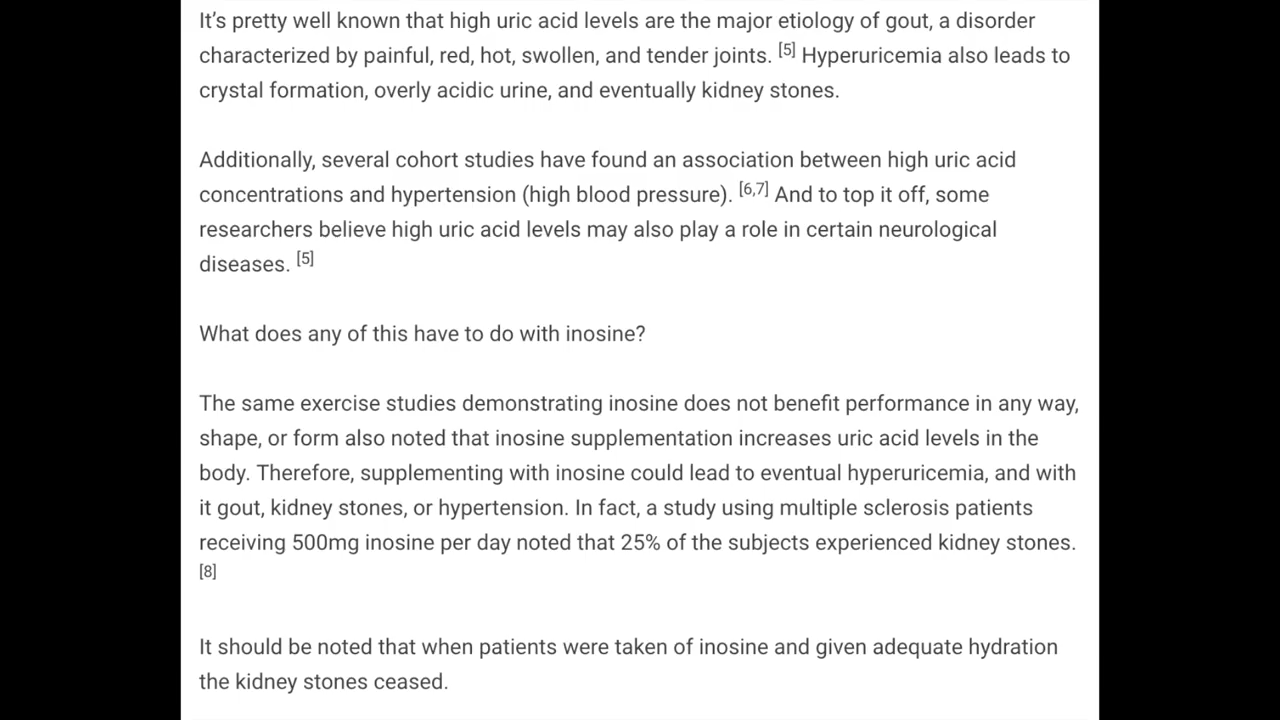 It’s pretty well known that high uric acid levels are the major etiology of gout, a disorder
characterized by painful, red, hot, swollen, and tender joints. [5] Hyperuricemia also leads to
crystal formation, overly acidic urine, and eventually kidney stones.
Additionally, several cohort studies have found an association between high uric acid
concentrations and hypertension (high blood pressure). [6,7] And to top it off, some
researchers believe high uric acid levels may also play a role in certain neurological
diseases. [5]
What does any of this have to do with inosine?
The same exercise studies demonstrating inosine does not benefit performance in any way,
shape, or form also noted that inosine supplementation increases uric acid levels in the
body. Therefore, supplementing with inosine could lead to eventual hyperuricemia, and with
it gout, kidney stones, or hypertension. In fact, a study using multiple sclerosis patients
receiving 500mg inosine per day noted that 25% of the subjects experienced kidney stones.
[8]
It should be noted that when patients were taken of inosine and given adequate hydration
the kidney stones ceased.